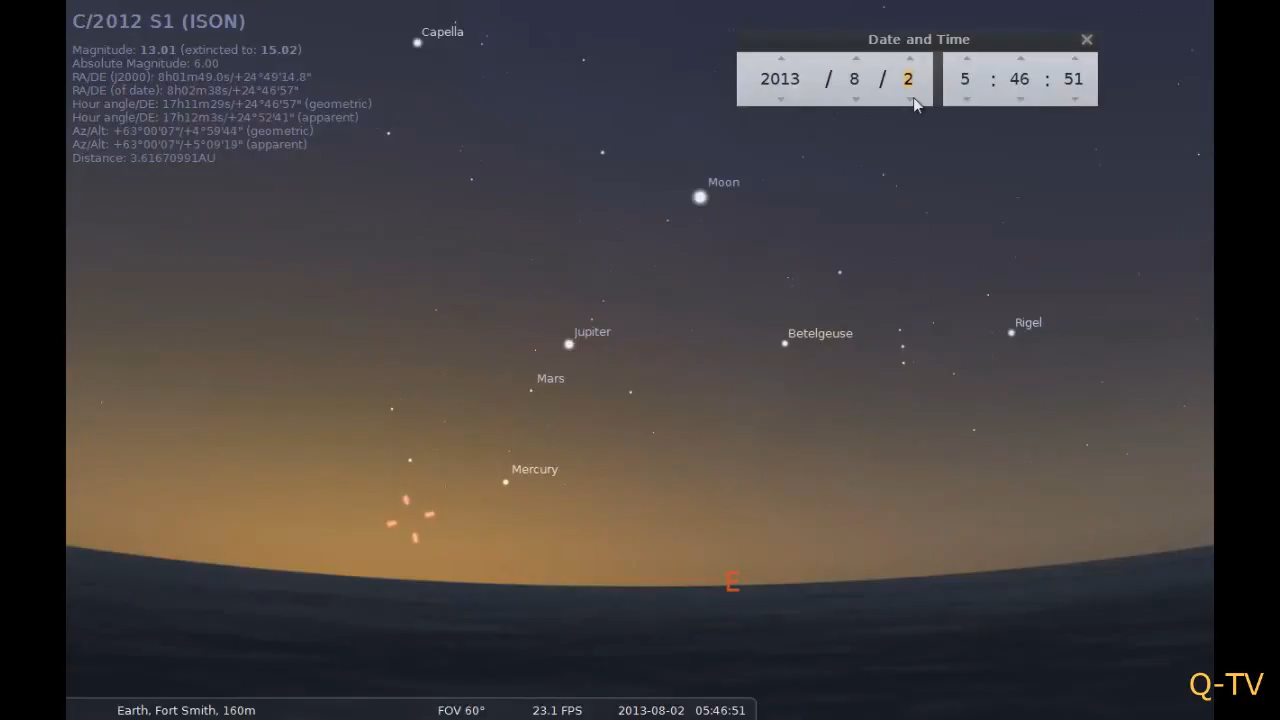 C/2012 S1 (ISON)
Magnitude: 13.01 (extincted to: 15.02)
Absolute Magnitude: 6.00
RA/DE (J2000): 8h01m49.0s/+24°49'14.8"
RA/DE (of date): 8h02m38s/+24°46'57"
Hour angle/DE: 17h11m29s/+24°46'57" (geometric)
Hour angle/DE: 17h12m3s/+24°52'41" (apparent)
Az/Alt: +63°00'07"/+4°59'44" (geometric)
Az/Alt: +63°00'07"/+5°09'19" (apparent)
Distance: 3.61670991AU
Date and Time
2013 / 8 / 2 5 : 46 : 51
Capella
Moon
Jupiter
Betelgeuse
Rigel
Mars
Mercury
E
Q-TV
Earth, Fort Smith, 160m FOV 60° 23.1 FPS 2013-08-02 05:46:51